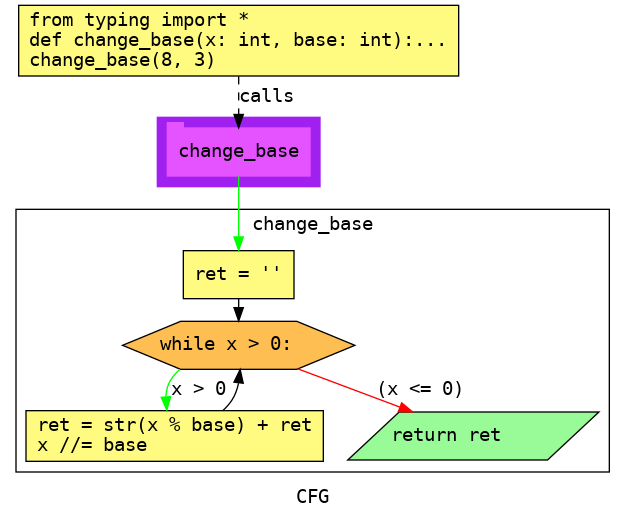 from typing import *
def change_base(x: int, base: int):...
change_base(8, 3)
calls
change_base
change_base
ret = ''
while x > 0:
x > 0
(x <= 0)
ret = str(x % base) + ret
x //= base
return ret
CFG